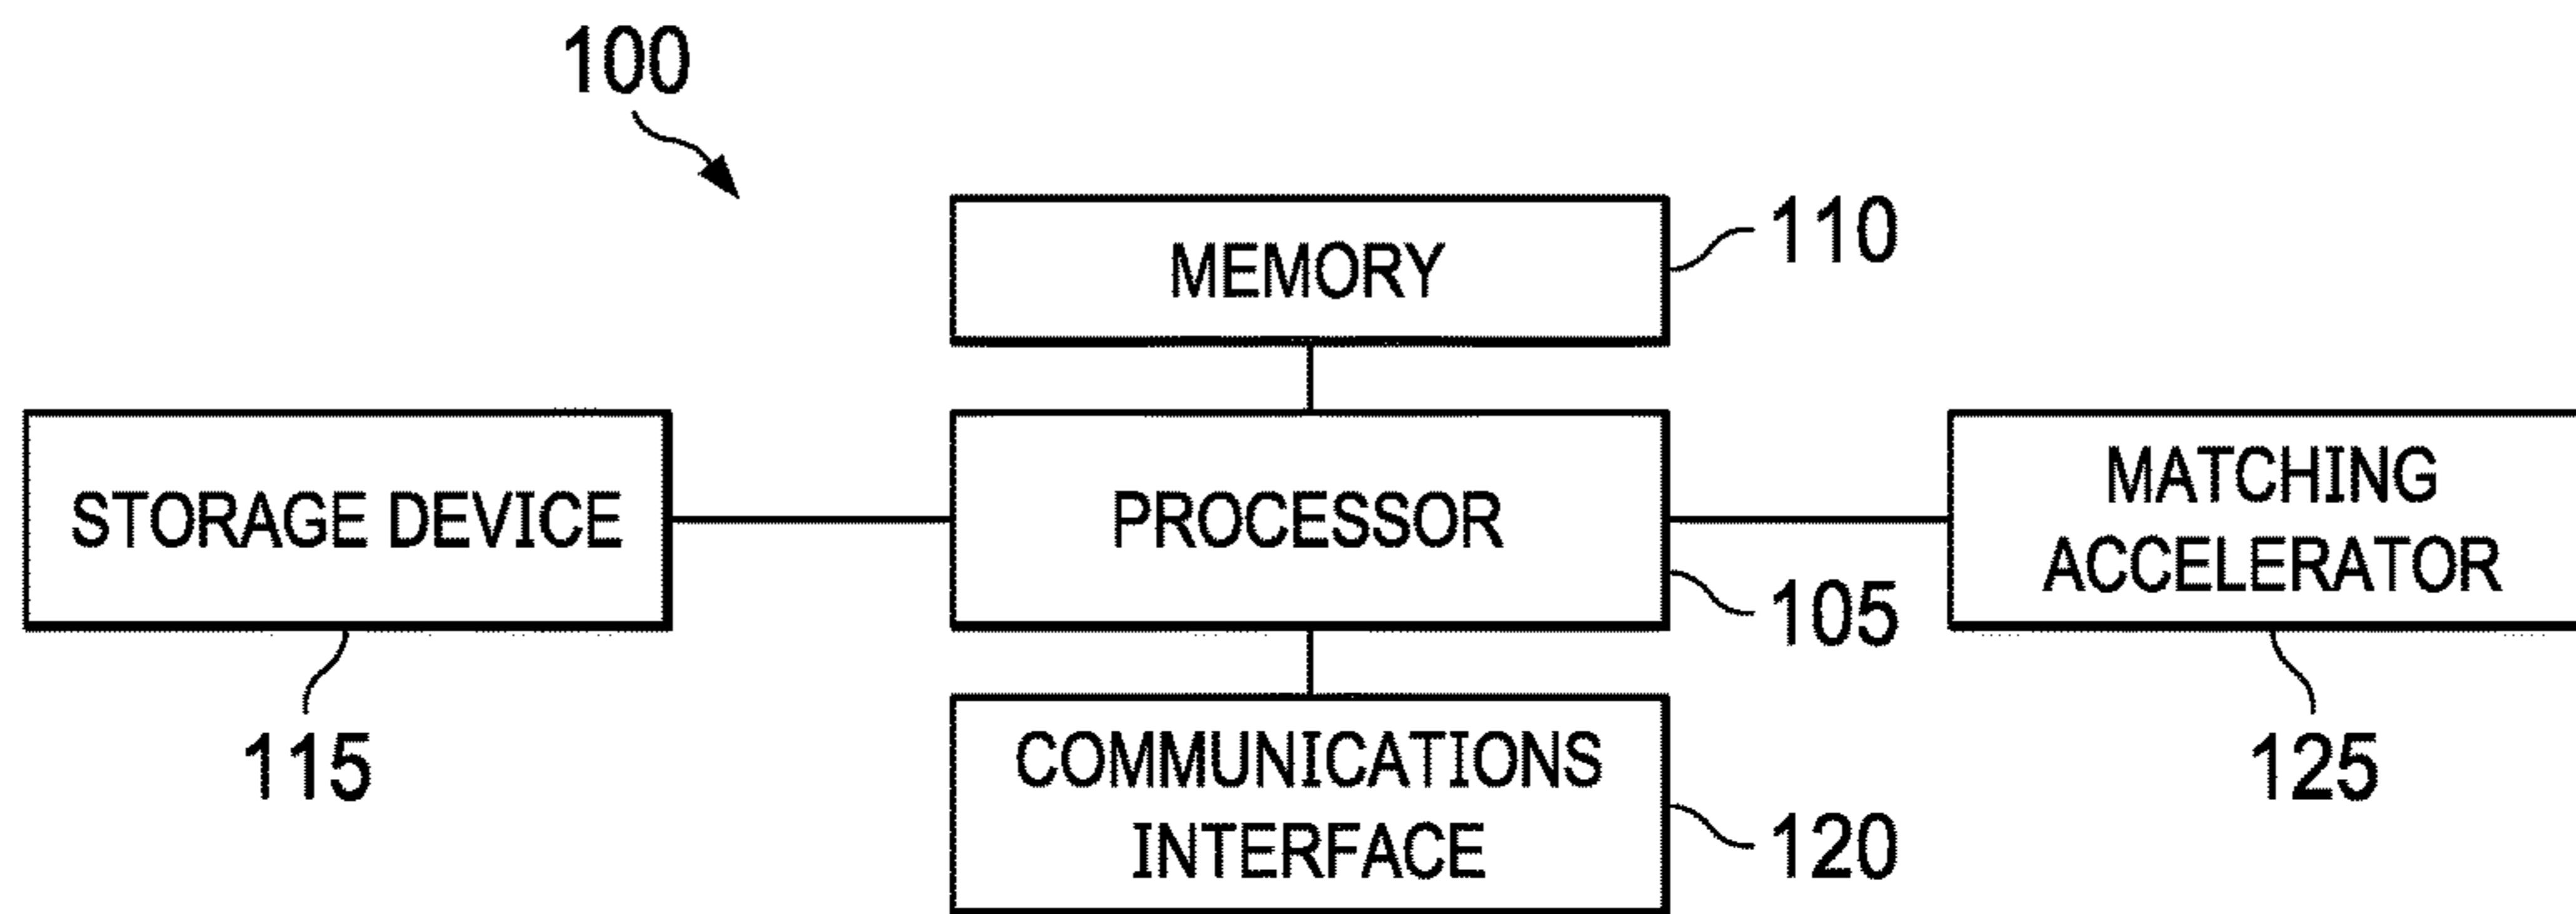 100
MEMORY
110
STORAGE DEVICE
PROCESSOR
MATCHING
ACCELERATOR
105
115
COMMUNICATIONS
INTERFACE
125
120